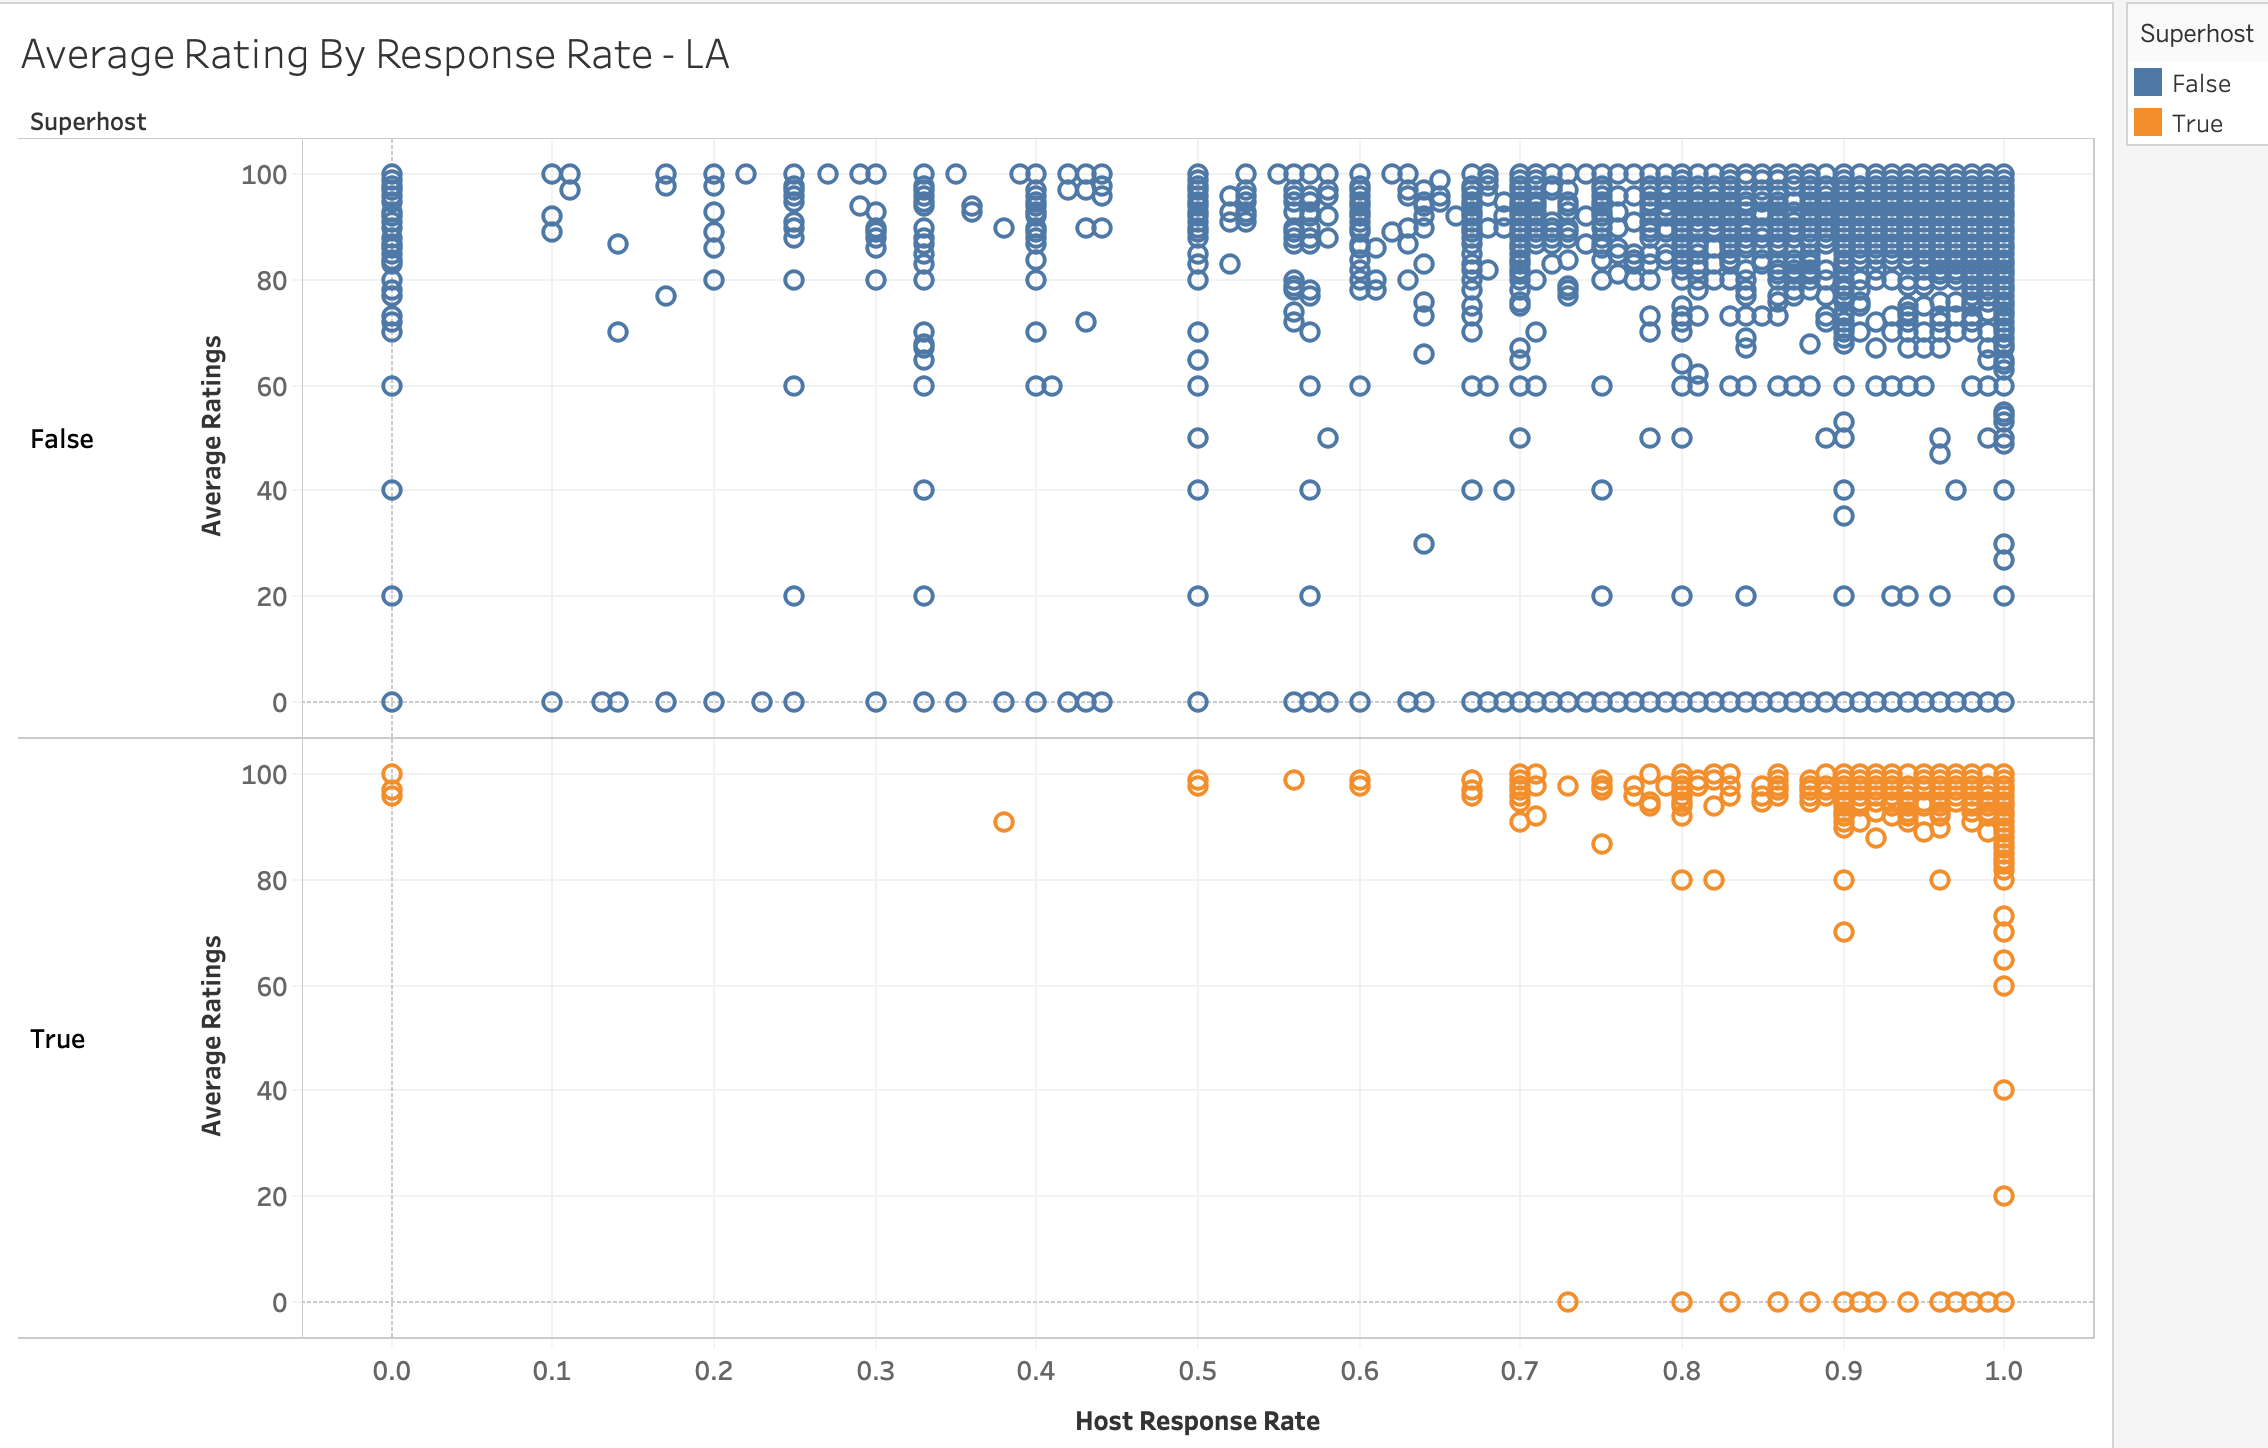 Average Rating By Response Rate - LA
Superhost
False
True
Superhost
False
Average Ratings
100
80
60
40
20
0
True
Average Ratings
100
80
60
40
20
0
0.0 0.1 0.2 0.3 0.4 0.5 0.6 0.7 0.8 0.9 1.0
Host Response Rate